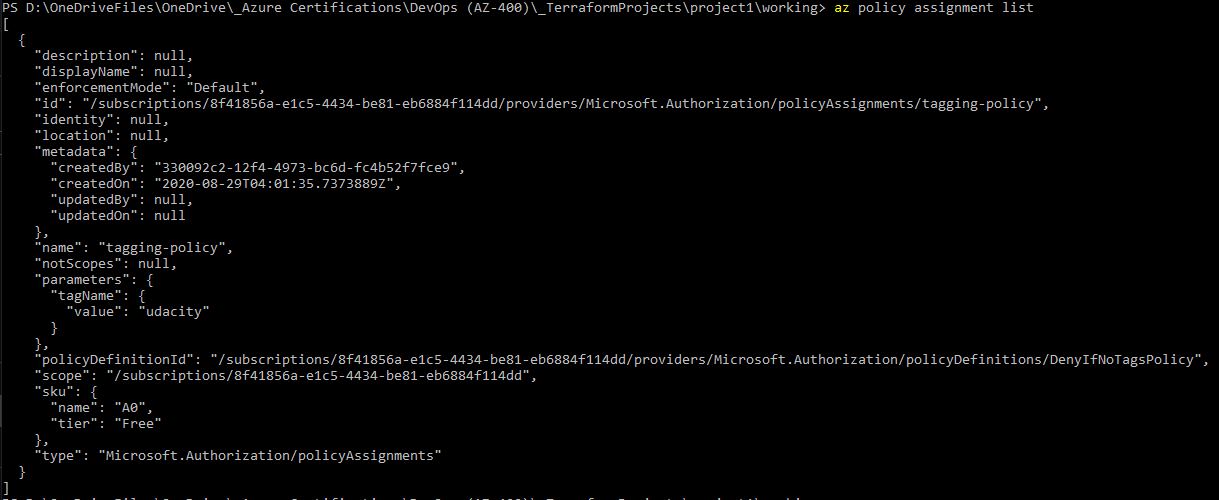 PS D:\OneDriveFiles\OneDrive\_Azure Certifications\DevOps (AZ-400)\_TerraformProjects\project1\working> az policy assignment list
[
  {
    "description": null,
    "displayName": null,
    "enforcementMode": "Default",
    "id": "/subscriptions/8f41856a-e1c5-4434-be81-eb6884f114dd/providers/Microsoft.Authorization/policyAssignments/tagging-policy",
    "identity": null,
    "location": null,
    "metadata": {
      "createdBy": "330092c2-12f4-4973-bc6d-fc4b52f7fce9",
      "createdOn": "2020-08-29T04:01:35.7373889Z",
      "updatedBy": null,
      "updatedOn": null
    },
    "name": "tagging-policy",
    "notScopes": null,
    "parameters": {
      "tagName": {
        "value": "udacity"
      }
    },
    "policyDefinitionId": "/subscriptions/8f41856a-e1c5-4434-be81-eb6884f114dd/providers/Microsoft.Authorization/policyDefinitions/DenyIfNoTagsPolicy",
    "scope": "/subscriptions/8f41856a-e1c5-4434-be81-eb6884f114dd",
    "sku": {
      "name": "A0",
      "tier": "Free"
    },
    "type": "Microsoft.Authorization/policyAssignments"
  }
]